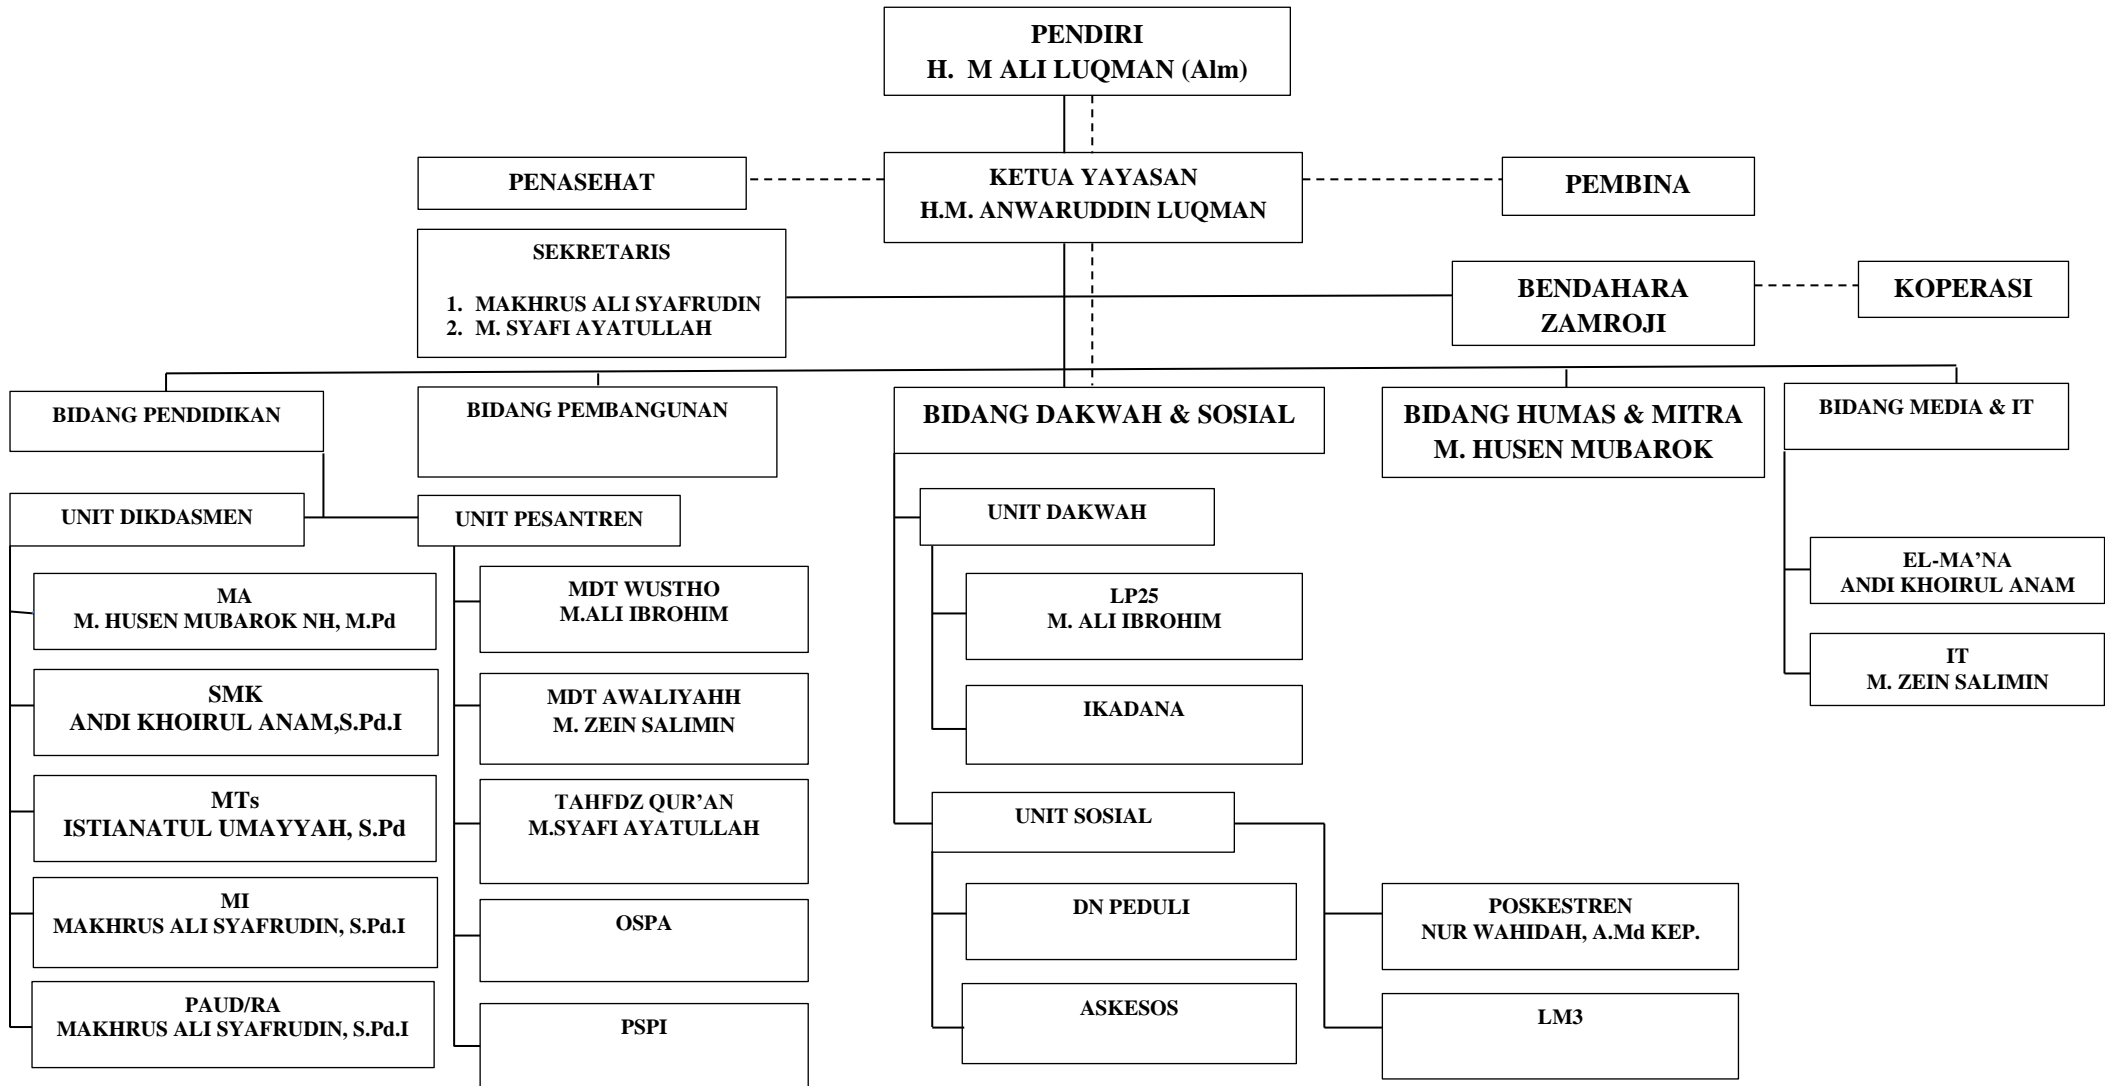 PENDIRI
H. M ALI LUQMAN (Alm)
PENASEHAT
KETUA YAYASAN
H.M. ANWARUDDIN LUQMAN
PEMBINA
SEKRETARIS
1. MAKHRUS ALI SYAFRUDIN
2. M. SYAFI AYATULLAH
BENDAHARA
ZAMROJI
KOPERASI
BIDANG PENDIDIKAN
BIDANG PEMBANGUNAN
BIDANG DAKWAH & SOSIAL
BIDANG HUMAS & MITRA
M. HUSEN MUBAROK
BIDANG MEDIA & IT
UNIT DIKDASMEN
MA
M. HUSEN MUBAROK NH, M.Pd
SMK
ANDI KHOIRUL ANAM,S.Pd.I
MTs
ISTIANATUL UMAYYAH, S.Pd
MI
MAKHRUS ALI SYAFRUDIN, S.Pd.I
PAUD/RA
MAKHRUS ALI SYAFRUDIN, S.Pd.I
UNIT PESANTREN
MDT WUSTHO
M.ALI IBROHIM
MDT AWALIYAHH
M. ZEIN SALIMIN
TAHFDZ QUR’AN
M.SYAFI AYATULLAH
OSPA
PSPI
UNIT DAKWAH
LP25
M. ALI IBROHIM
IKADANA
UNIT SOSIAL
DN PEDULI
ASKESOS
POSKESTREN
NUR WAHIDAH, A.Md KEP.
LM3
EL-MA’NA
ANDI KHOIRUL ANAM
IT
M. ZEIN SALIMIN